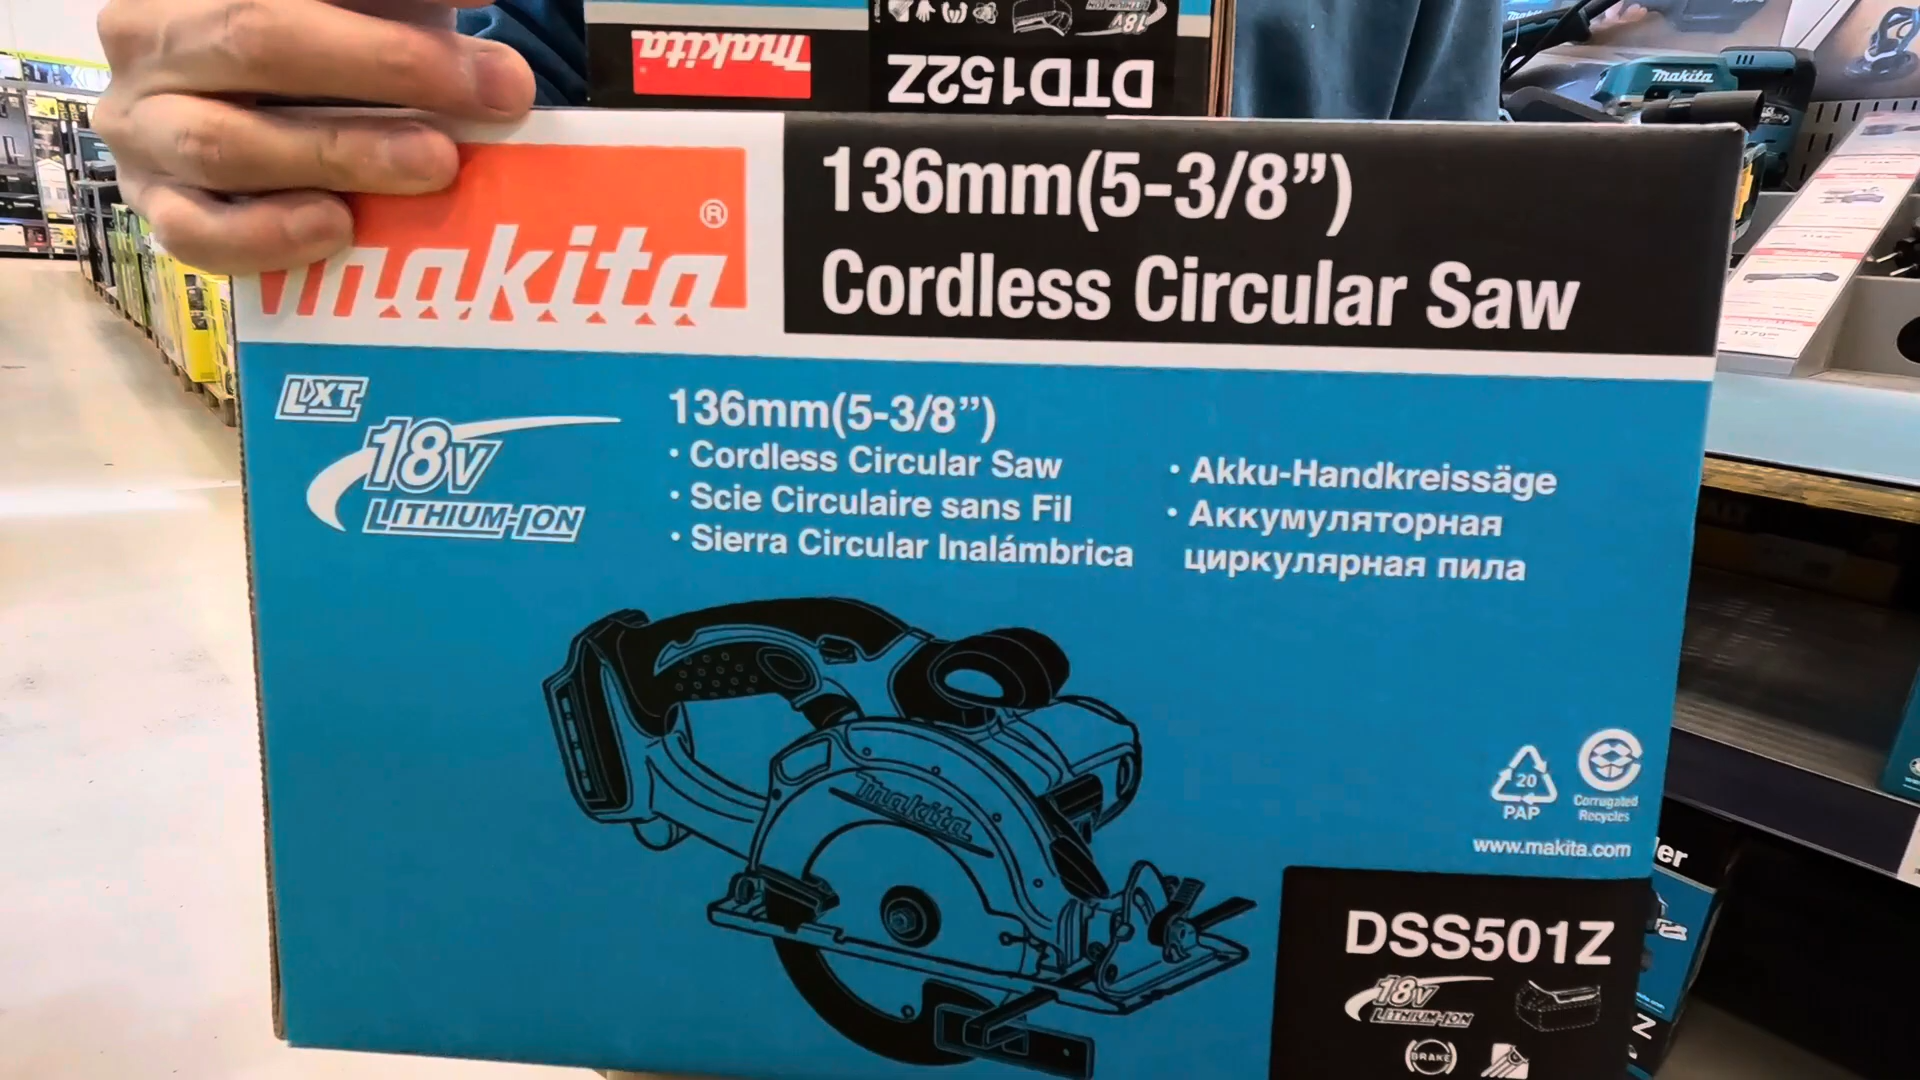 18V
makita
DTD152Z
makita
makita®
136mm(5-3/8”)
Cordless Circular Saw
LXT
18V
LITHIUM-ION
136mm(5-3/8”)
• Cordless Circular Saw
• Scie Circulaire sans Fil
• Sierra Circular Inalámbrica
• Akku-Handkreissäge
• Аккумуляторная
циркулярная пила
makita
20
PAP
Corrugated
Recycles
www.makita.com
DSS501Z
18V
LITHIUM-ION
BRAKE
er
Z